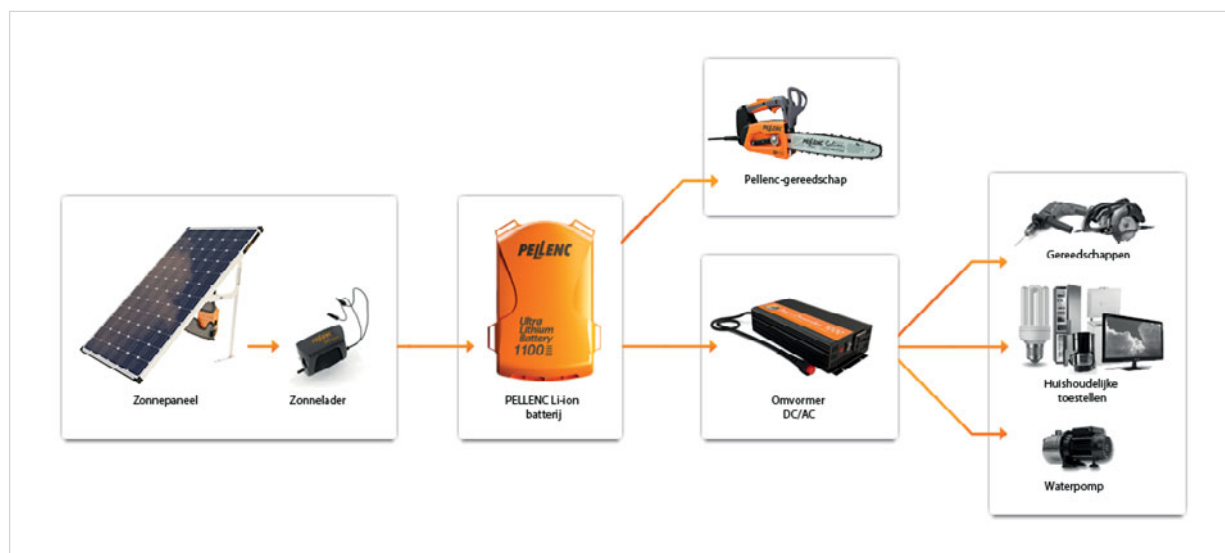 PELLENC
Pellenc-gereedschap
Zonnepaneel
Zonnelader
PELLENC
Ultra
Lithium
Battery
1100
PELLENC Li-ion
batterij
Omvormer
DC/AC
Gereedschappen
Huishoudelijke
toestellen
Waterpomp